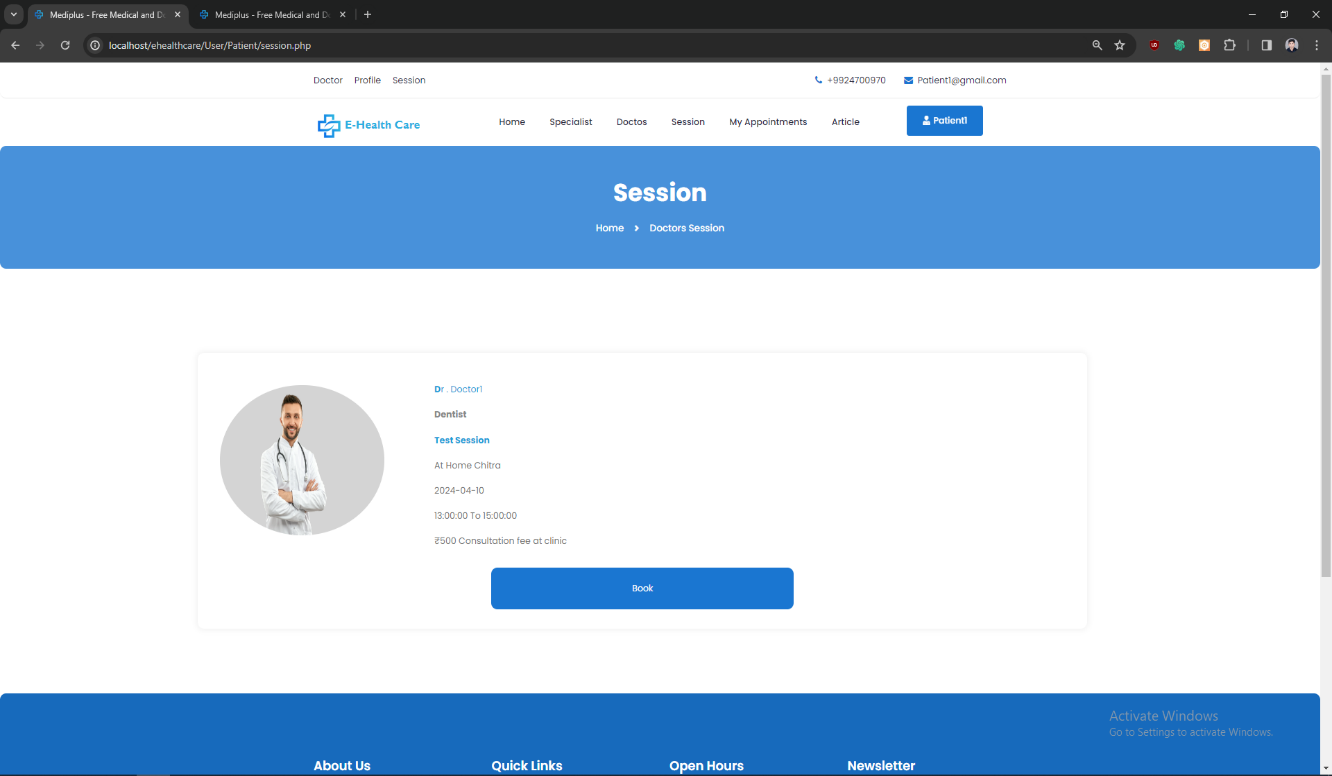 Mediplus - Free Medical and Do
Mediplus - Free Medical and Do
localhost/ehealthcare/User/Patient/session.php
Doctor Profile Session
+9924700970 Patient1@gmail.com
E-Health Care
Home Specialist Doctos Session My Appointments Article
Patient1
Session
Home Doctors Session
Dr . Doctor1
Dentist
Test Session
At Home Chitra
2024-04-10
13:00:00 To 15:00:00
₹500 Consultation fee at clinic
Book
Activate Windows
Go to Settings to activate Windows.
About Us Quick Links Open Hours Newsletter